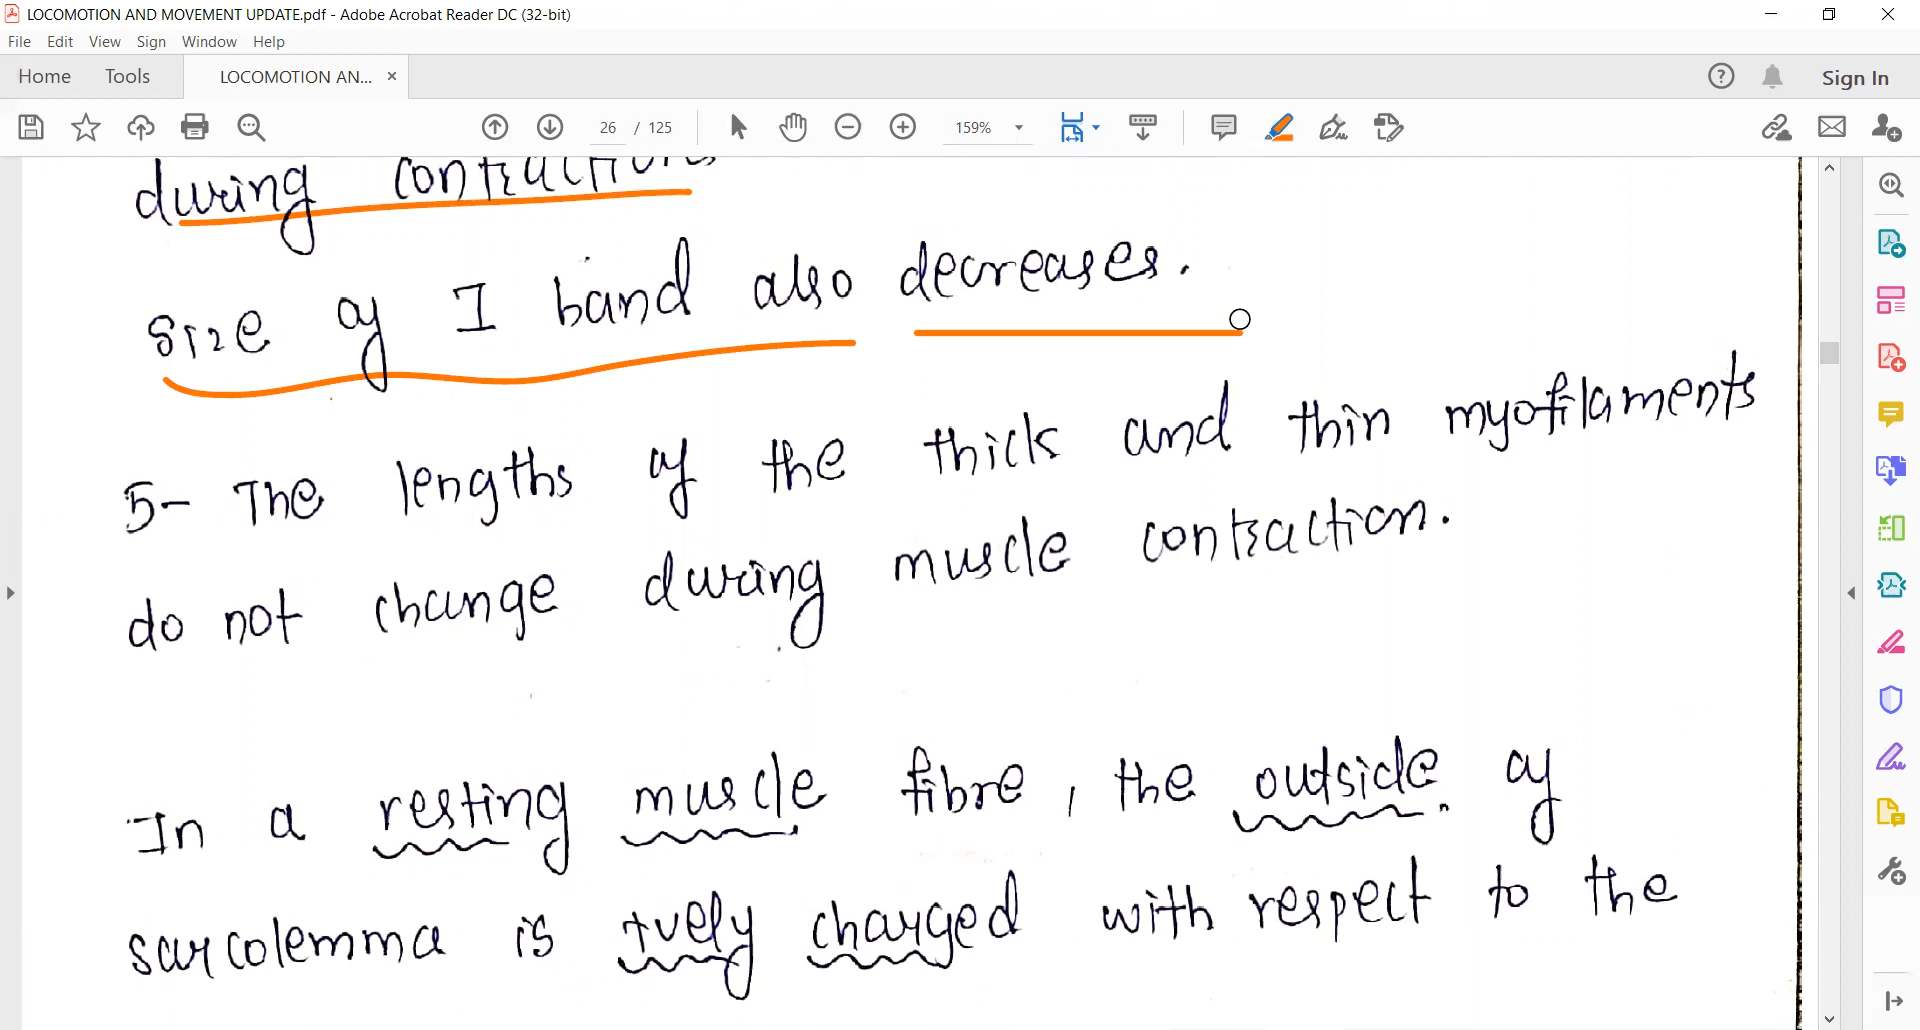 LOCOMOTION AND MOVEMENT UPDATE.pdf - Adobe Acrobat Reader DC (32-bit)
File Edit View Sign Window Help
Home Tools LOCOMOTION AN... × Sign In
26 / 125 159%
during contractions
size of I band also decreases.
5- The lengths of the thick and thin myofilaments
do not change during muscle contraction.
In a resting muscle fibre, the outside of
sarcolemma is +vely charged with respect to the